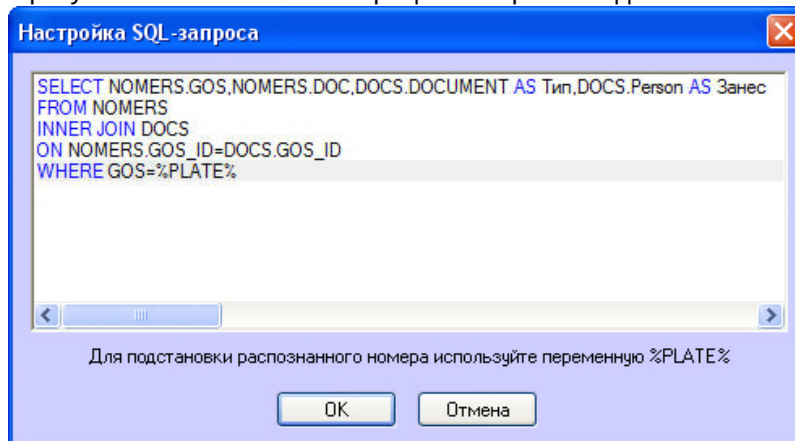 Настройка SQL-запроса
SELECT NOMERS.GOS,NOMERS.DOC,DOCS.DOCUMENT AS Тип,DOCS.Person AS Занес
FROM NOMERS
INNER JOIN DOCS
ON NOMERS.GOS_ID=DOCS.GOS_ID
WHERE GOS=%PLATE%
Для подстановки распознанного номера используйте переменную %PLATE%
OK Отмена